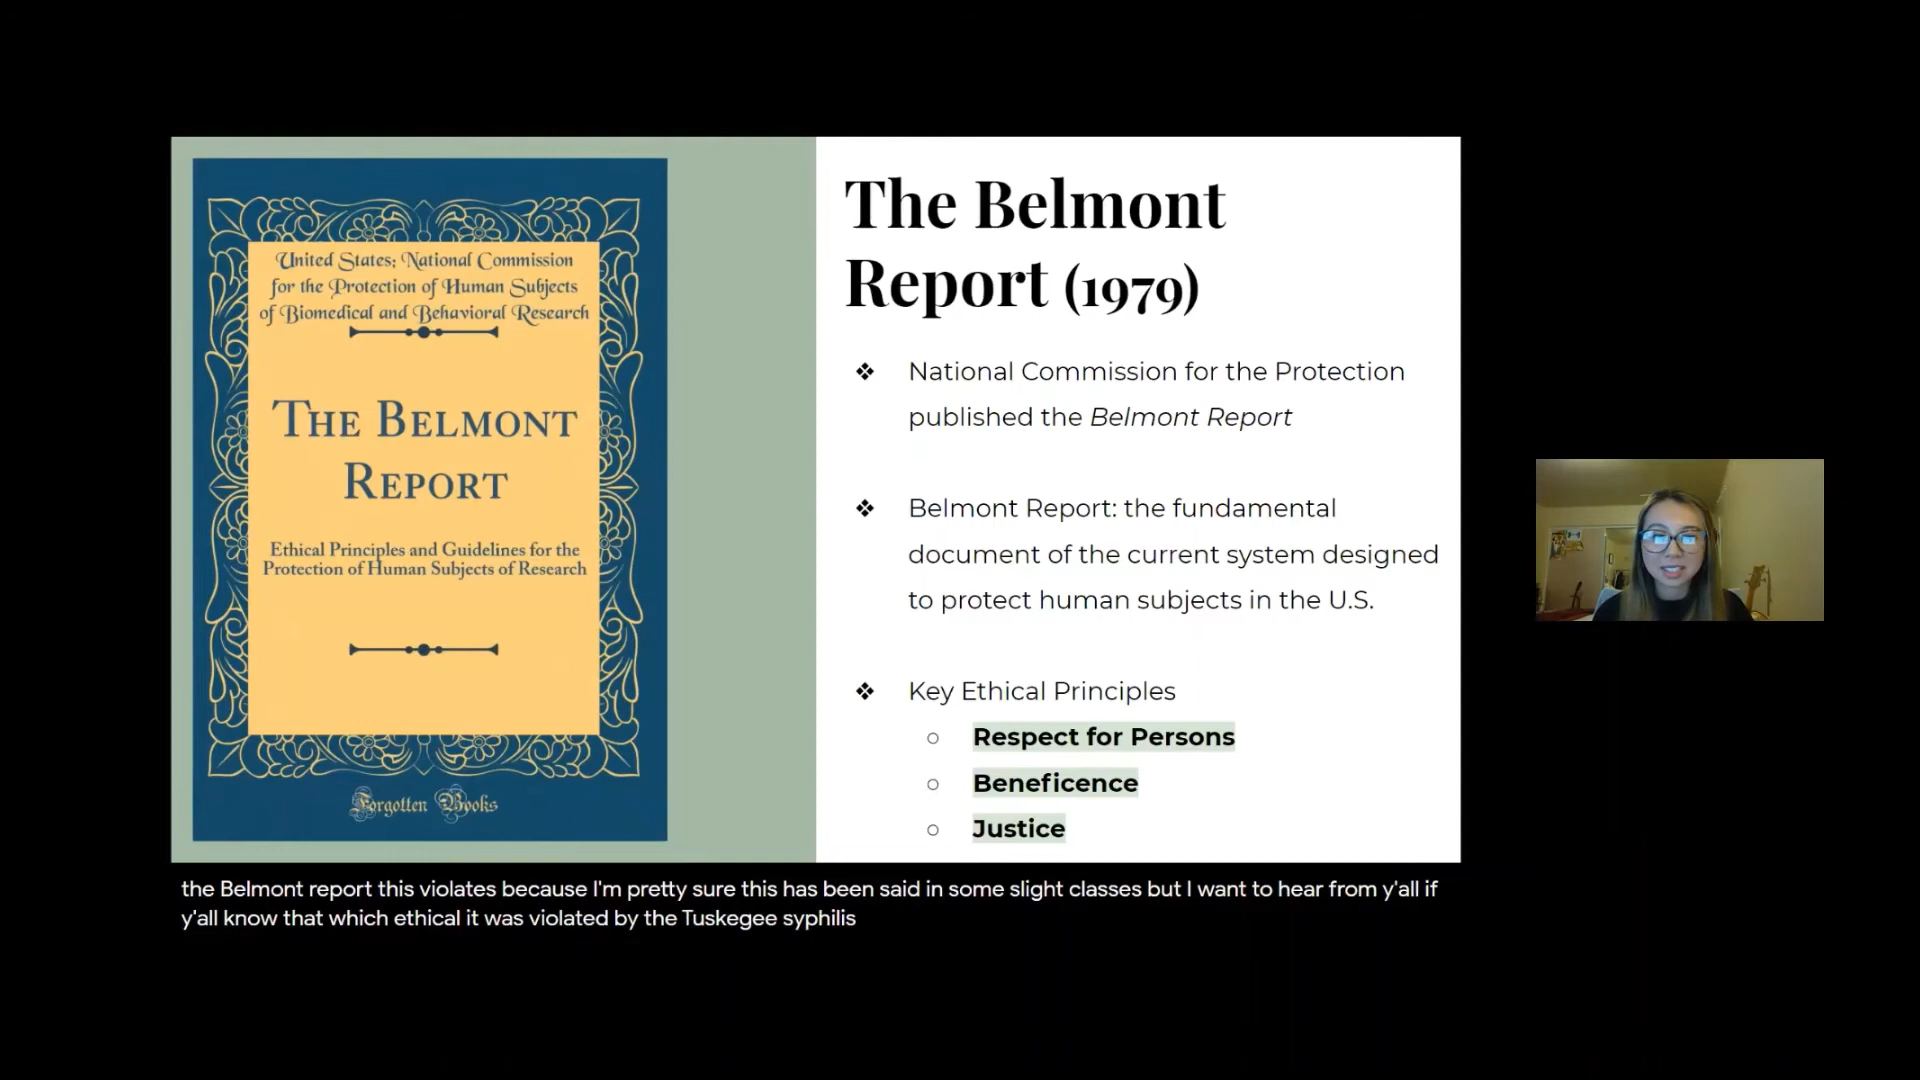 United States; National Commission
for the Protection of Human Subjects
of Biomedical and Behavioral Research
The Belmont
Report
Ethical Principles and Guidelines for the
Protection of Human Subjects of Research
Forgotten Books
The Belmont
Report (1979)
❖ National Commission for the Protection
published the Belmont Report
❖ Belmont Report: the fundamental
document of the current system designed
to protect human subjects in the U.S.
❖ Key Ethical Principles
○ Respect for Persons
○ Beneficence
○ Justice
the Belmont report this violates because I'm pretty sure this has been said in some slight classes but I want to hear from y'all if
y'all know that which ethical it was violated by the Tuskegee syphilis